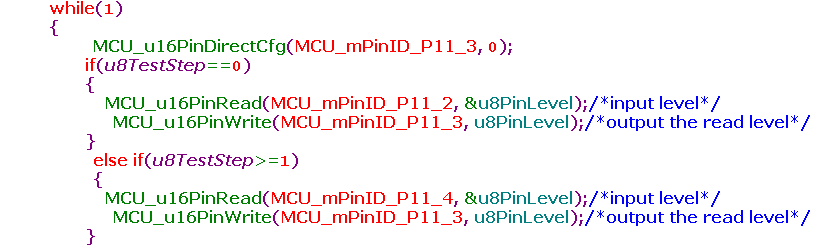 while(1)
{
MCU_u16PinDirectCfg(MCU_mPinID_P11_3, 0);
if(u8TestStep==0)
{
MCU_u16PinRead(MCU_mPinID_P11_2, &u8PinLevel);/*input level*/
MCU_u16PinWrite(MCU_mPinID_P11_3, u8PinLevel);/*output the read level*/
}
else if(u8TestStep>=1)
{
MCU_u16PinRead(MCU_mPinID_P11_4, &u8PinLevel);/*input level*/
MCU_u16PinWrite(MCU_mPinID_P11_3, u8PinLevel);/*output the read level*/
}